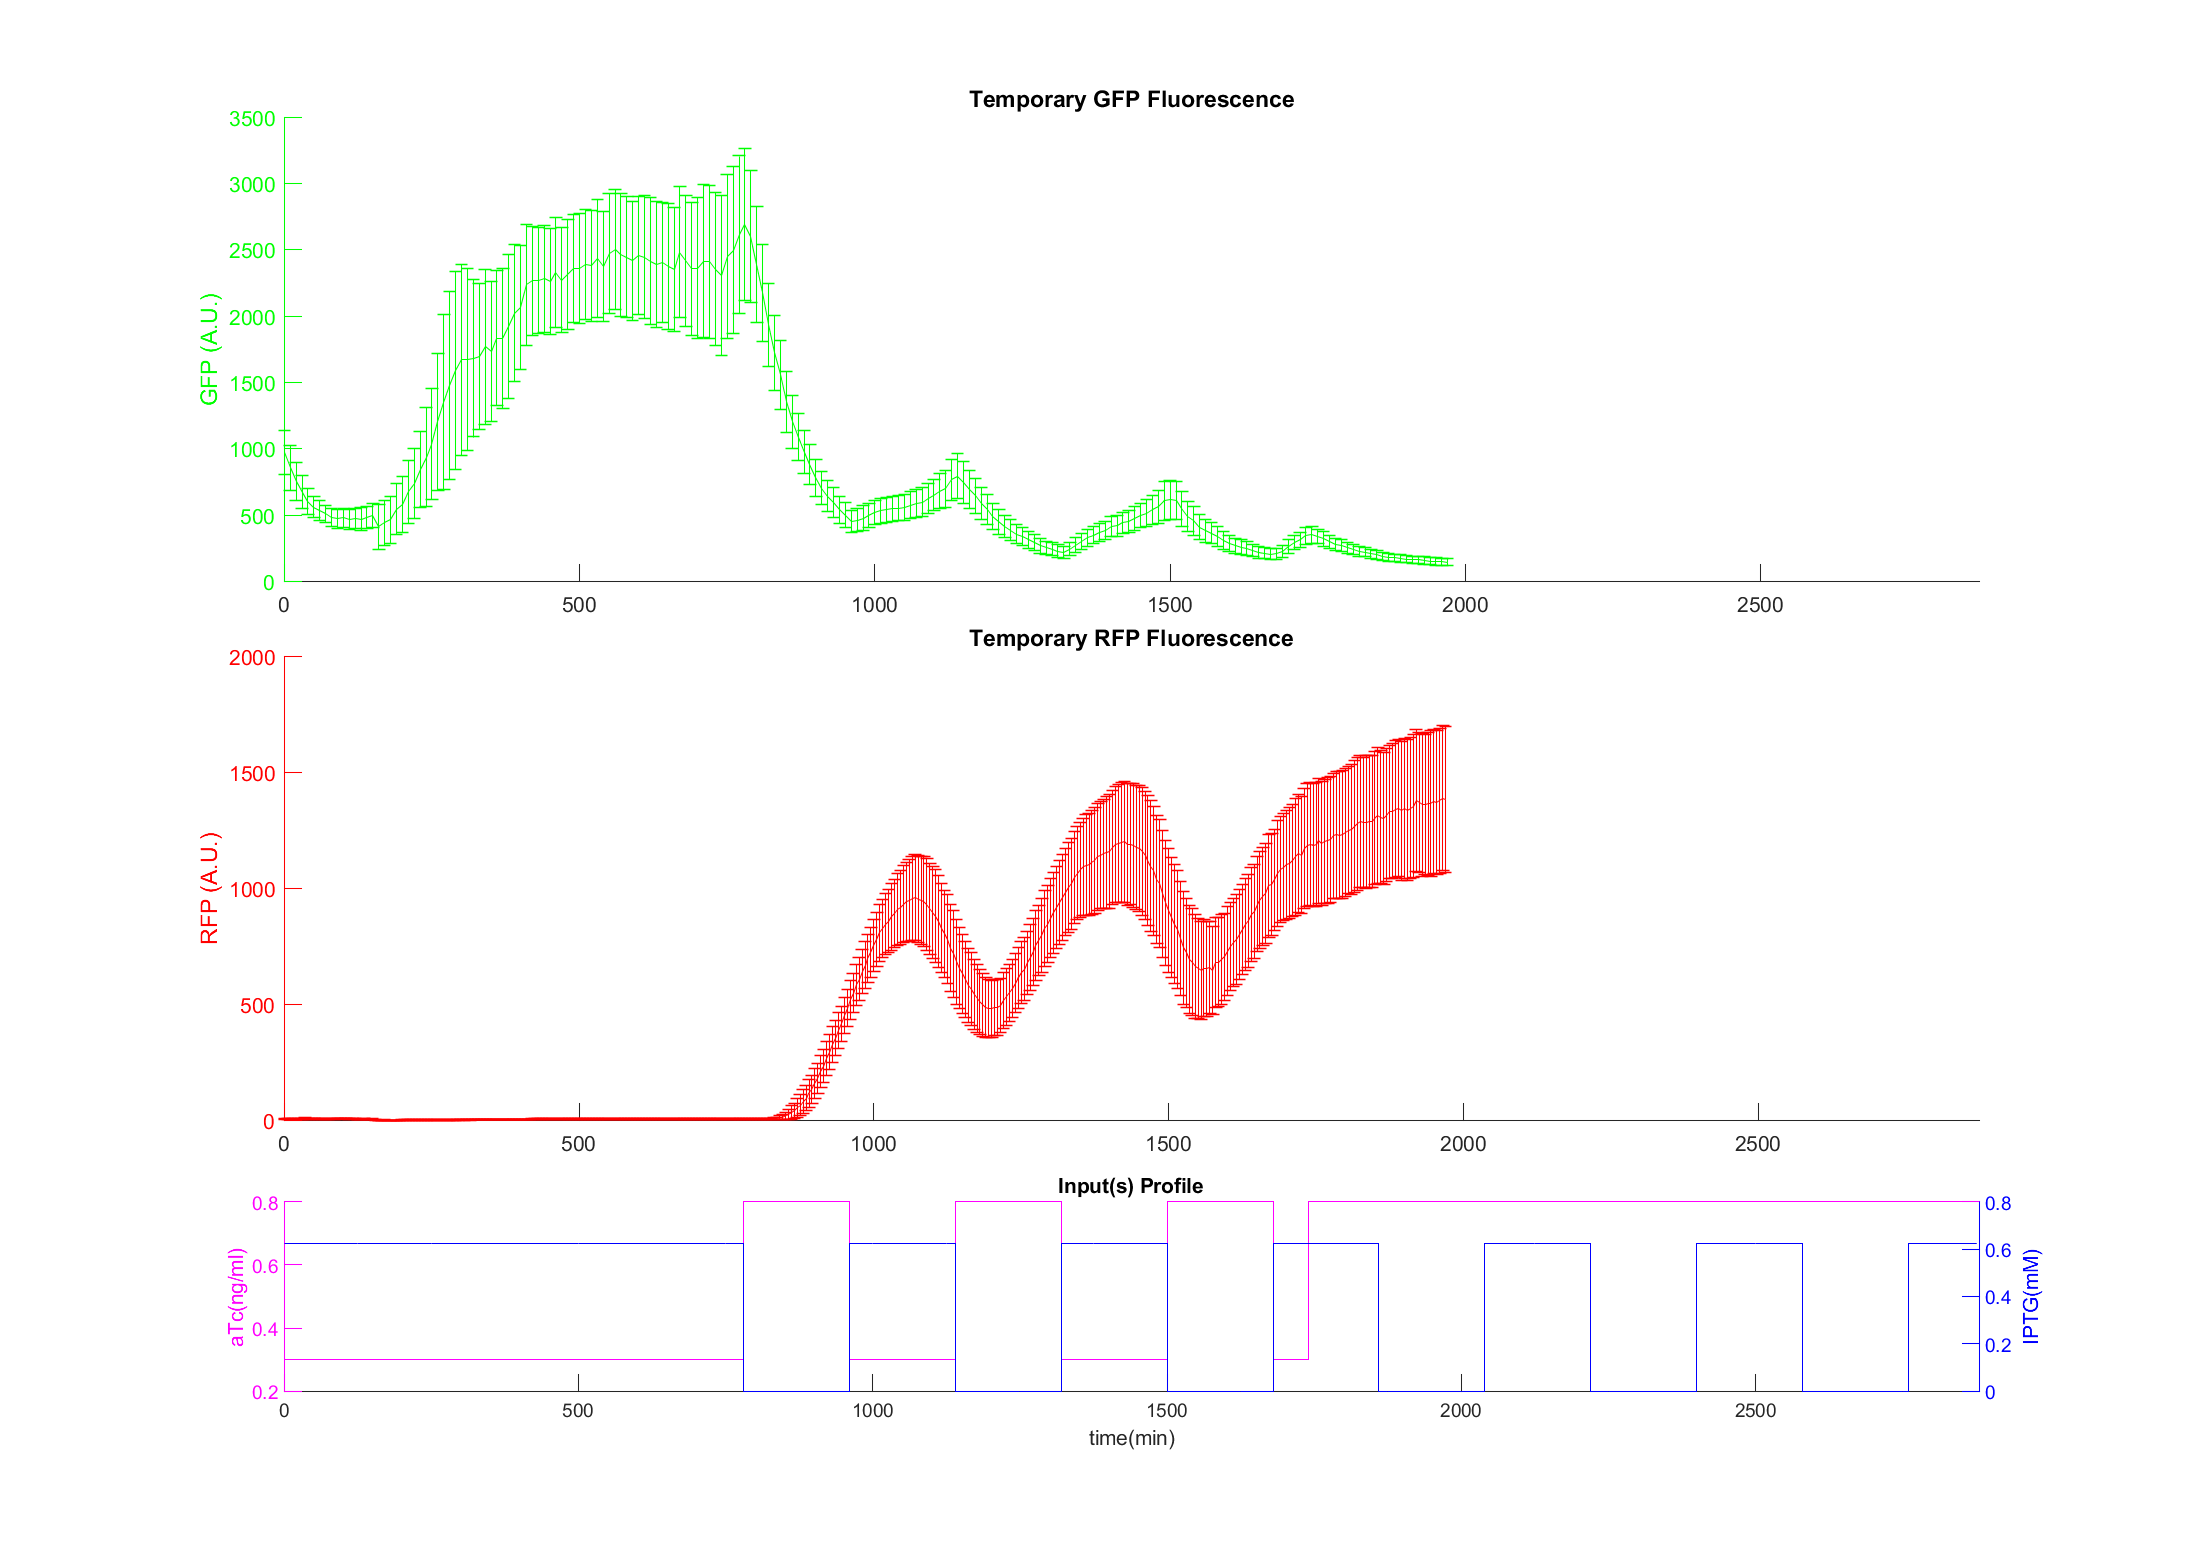 Temporary GFP Fluorescence
GFP (A.U.)
3500
3000
2500
2000
1500
1000
500
0
0 500 1000 1500 2000 2500
Temporary RFP Fluorescence
RFP (A.U.)
2000
1500
1000
500
0
0 500 1000 1500 2000 2500
Input(s) Profile
aTc(ng/ml)
0.8
0.6
0.4
0.2
IPTG(mM)
0.8
0.6
0.4
0.2
0
0 500 1000 1500 2000 2500
time(min)